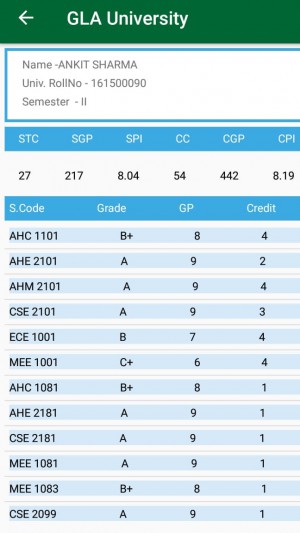 GLA University
Name -ANKIT SHARMA
Univ. RollNo - 161500090
Semester - II
STC SGP SPI CC CGP CPI
27 217 8.04 54 442 8.19
S.Code Grade GP Credit
AHC 1101 B+ 8 4
AHE 2101 A 9 2
AHM 2101 A 9 4
CSE 2101 A 9 3
ECE 1001 B 7 4
MEE 1001 C+ 6 4
AHC 1081 B+ 8 1
AHE 2181 A 9 1
CSE 2181 A 9 1
MEE 1081 A 9 1
MEE 1083 B+ 8 1
CSE 2099 A 9 1